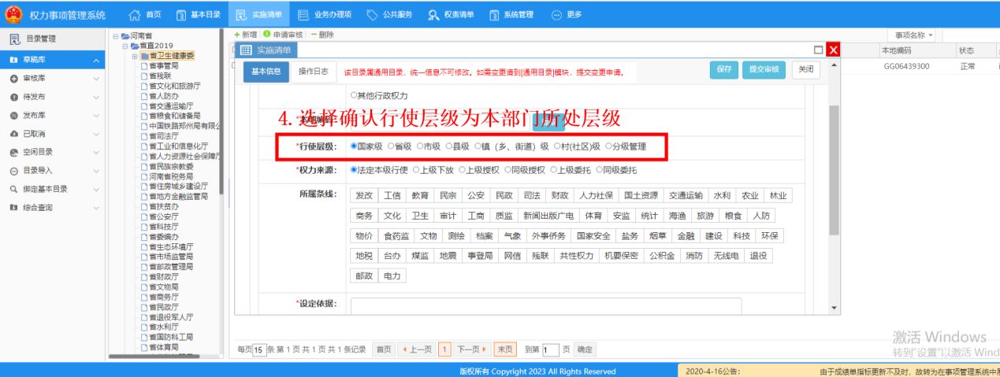 权力事项管理系统 首页 基本目录 实施清单 业务办理项 公共服务 权责清单 系统管理 更多
目录管理
草稿库
审核库
待发布
发布库
已取消
空闲目录
目录导入
绑定基本目录
综合查询
河南省
省直2019
省卫生健康委
省事管局
省残联
省文化和旅游厅
省人防办
省交通运输厅
省粮食和储备局
中国铁路郑州局有限公
省司法厅
省工业和信息化厅
省人力资源社会保障厅
省民族宗教委
河南省税务局
省住房城乡建设厅
省地方金融监管局
省扶贫办
省公安厅
省科技厅
省委编办
省生态环境厅
省市场监管局
省邮政管理局
省财政厅
省文物局
省商务厅
省民政厅
省退役军人厅
省水利厅
省国防科工局
省体育局
新增 申请审核 删除
事项名称
本地编码 状态
GG06439300 正常
实施清单
基本信息 操作日志 该目录属通用目录，统一信息不可修改。如需变更请到[通用目录]模块，提交变更申请。 保存 提交审核 关闭
其他行政权力
4.选择确认行使层级为本部门所处层级
*行使层级: 国家级 省级 市级 县级 镇（乡、街道）级 村(社区)级 分级管理
*权力来源: 法定本级行使 上级下放 上级授权 同级授权 上级委托 同级委托
所属条线: 发改 工信 教育 民宗 公安 民政 司法 财政 人力社保 国土资源 交通运输 水利 农业 林业
商务 文化 卫生 审计 工商 质监 新闻出版广电 体育 安监 统计 海渔 旅游 粮食 人防
物价 食药监 文物 测绘 档案 气象 外事侨务 国家安全 盐务 烟草 金融 建设 科技 环保
地税 台办 煤监 地震 事登局 网信 残联 共性权力 机要保密 公积金 消防 无线电 退役
邮政 电力
*设定依据:
每页 15 条 第 1 页 共 1 页 共 1 条记录 首页 上一页 1 下一页 末页 到第 1 页 确定
激活 Windows
转到"设置"以激活 Wind
版权所有 Copyright 2023 All Rights Reserved
2020-4-16公告: 由于成绩单指标更新不及时，故转为在事项管理系统中